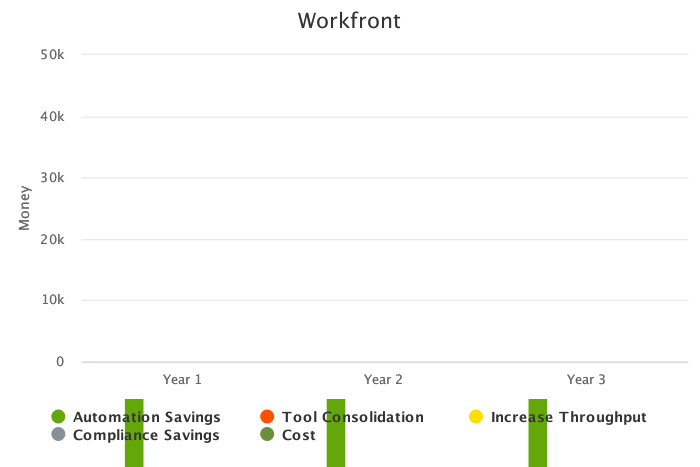 Workfront
50k
40k
30k
20k
10k
0
Money
Year 1 Year 2 Year 3
Automation Savings Tool Consolidation Increase Throughput
Compliance Savings Cost